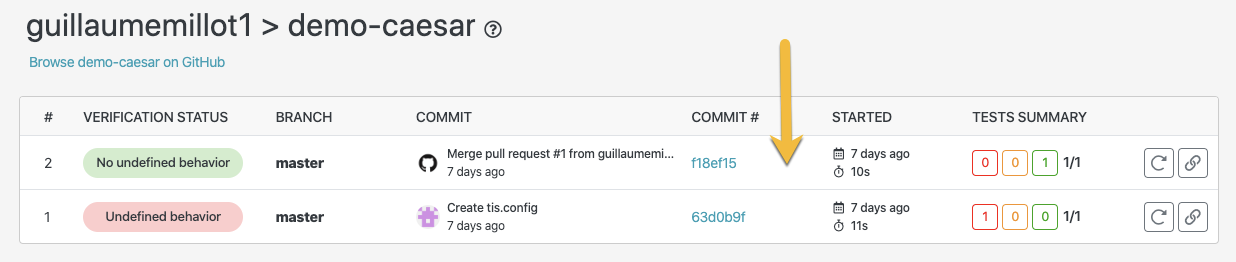 guillaumemillot1 > demo-caesar ?
Browse demo-caesar on GitHub
# VERIFICATION STATUS BRANCH COMMIT COMMIT # STARTED TESTS SUMMARY
2 No undefined behavior master Merge pull request #1 from guillaumemi... f18ef15 7 days ago 0 0 1 1/1
7 days ago 10s
1 Undefined behavior master Create tis.config 63d0b9f 7 days ago 1 0 0 1/1
7 days ago 11s